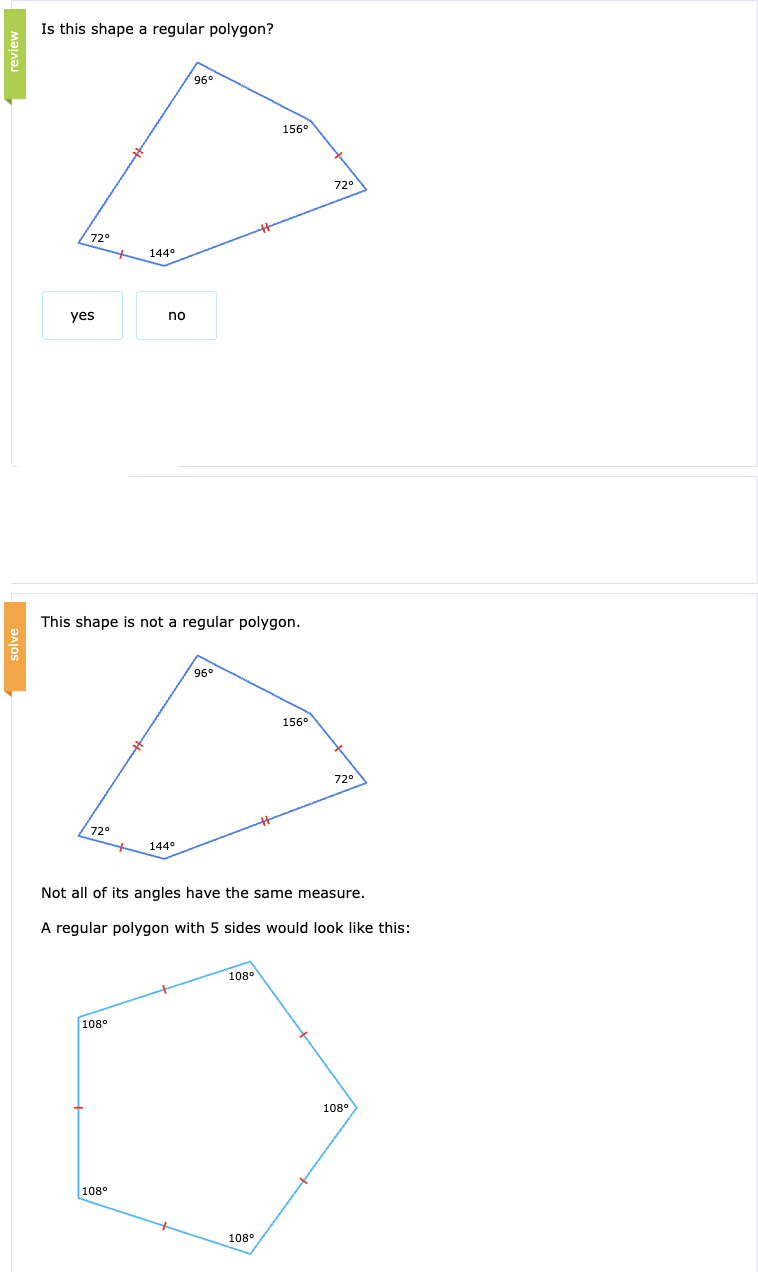 review
Is this shape a regular polygon?
96°
156°
72°
72°
144°
yes no
solve
This shape is not a regular polygon.
96°
156°
72°
72°
144°
Not all of its angles have the same measure.
A regular polygon with 5 sides would look like this:
108°
108°
108°
108°
108°